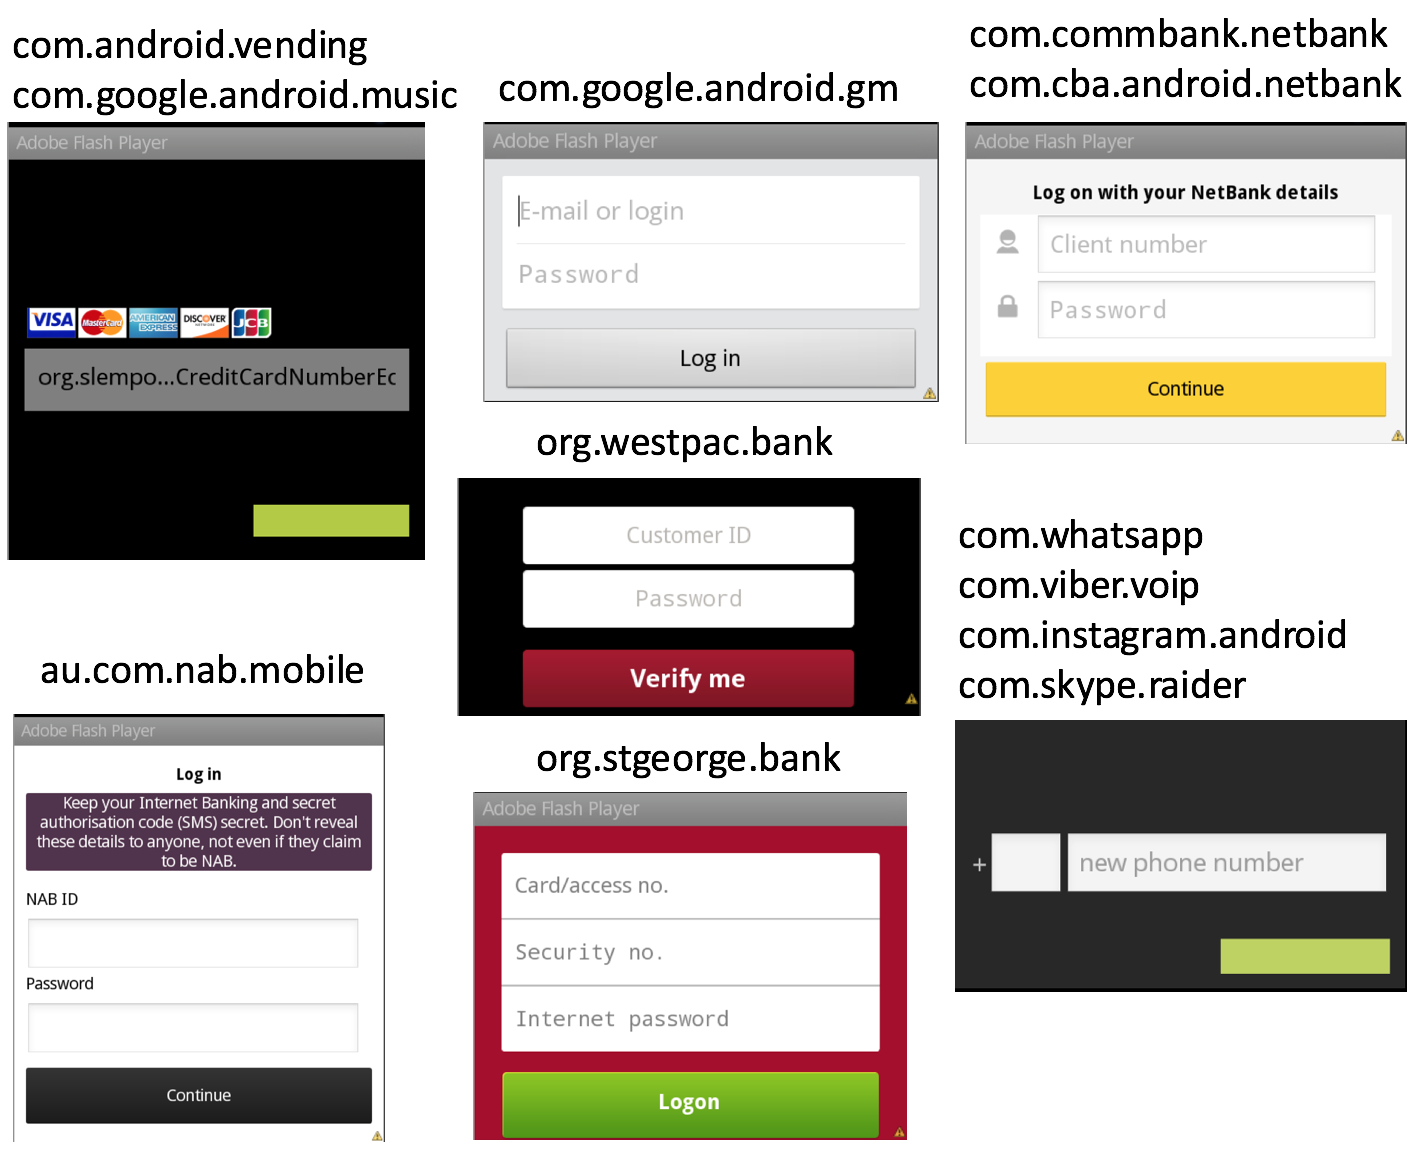 com.android.vending
com.google.android.music
Adobe Flash Player
VISA MasterCard AMERICAN EXPRESS DISCOVER NETWORK JCB
org.slempo...CreditCardNumberEc
com.google.android.gm
Adobe Flash Player
E-mail or login
Password
Log in
com.commbank.netbank
com.cba.android.netbank
Adobe Flash Player
Log on with your NetBank details
Client number
Password
Continue
org.westpac.bank
Customer ID
Password
Verify me
com.whatsapp
com.viber.voip
com.instagram.android
com.skype.raider
+
new phone number
au.com.nab.mobile
Adobe Flash Player
Log in
Keep your Internet Banking and secret
authorisation code (SMS) secret. Don't reveal
these details to anyone, not even if they claim
to be NAB.
NAB ID
Password
Continue
org.stgeorge.bank
Adobe Flash Player
Card/access no.
Security no.
Internet password
Logon